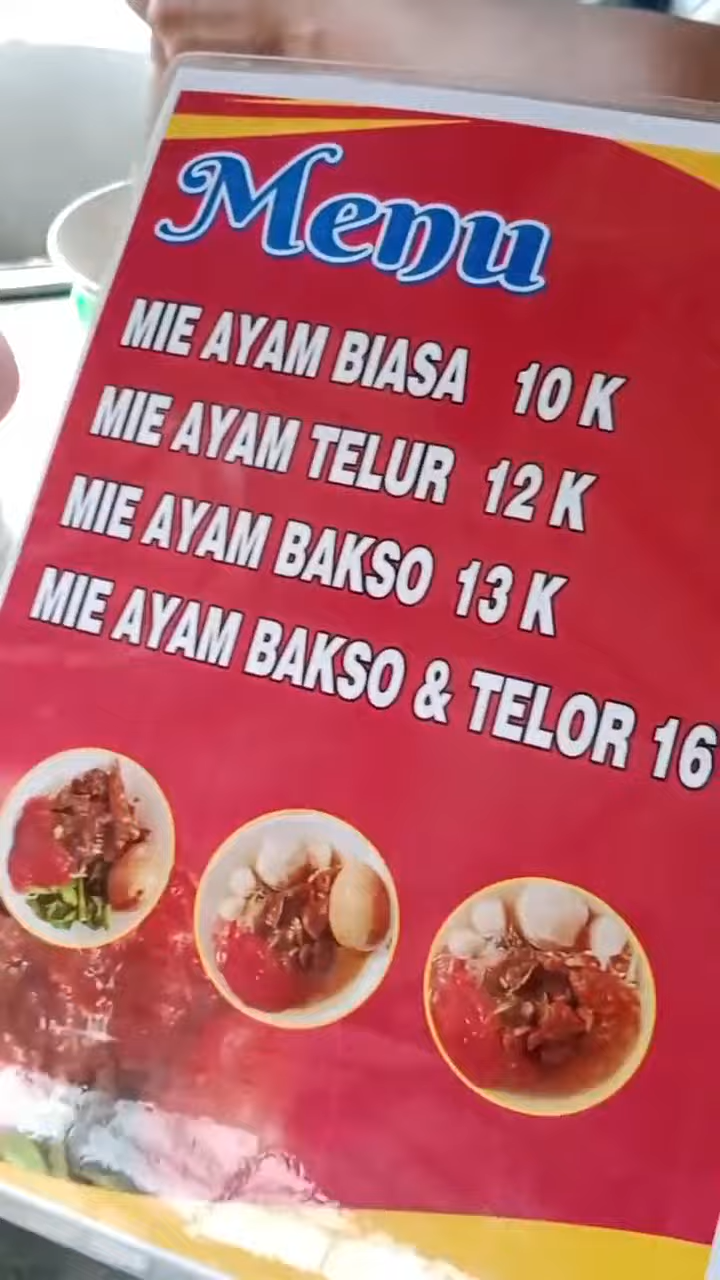 Menu
MIE AYAM BIASA 10 K
MIE AYAM TELUR 12 K
MIE AYAM BAKSO 13 K
MIE AYAM BAKSO & TELOR 16